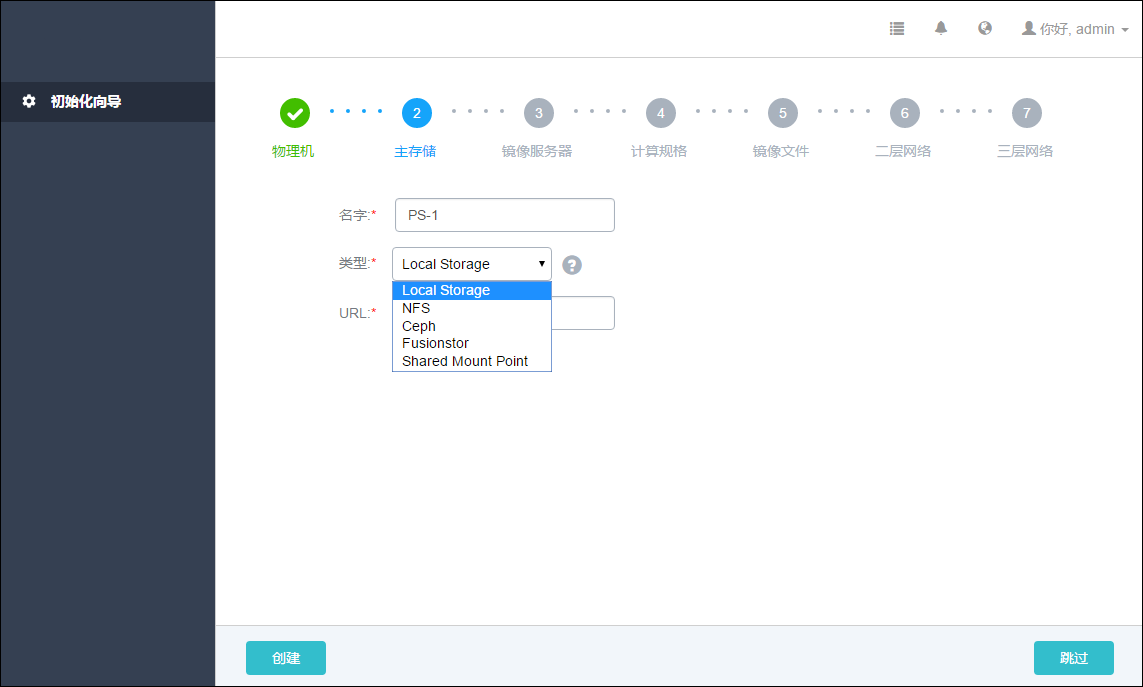 你好, admin
初始化向导
2 3 4 5 6 7
物理机 主存储 镜像服务器 计算规格 镜像文件 二层网络 三层网络
名字:* PS-1
类型:* Local Storage ?
Local Storage
URL:*
NFS
Ceph
Fusionstor
Shared Mount Point
创建 跳过